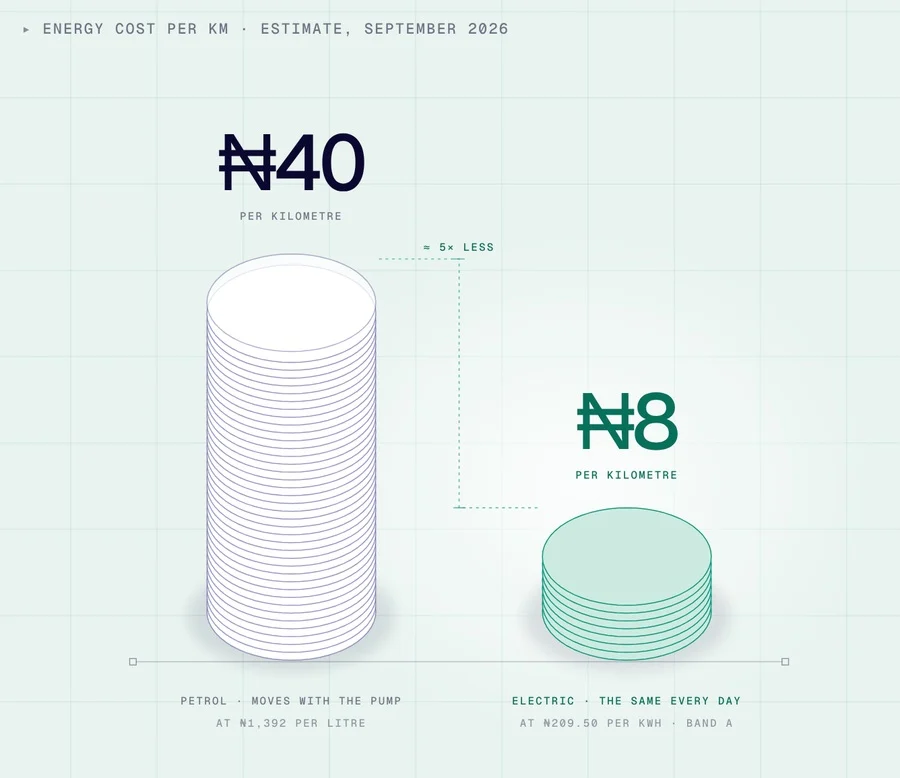 ▸ ENERGY COST PER KM · ESTIMATE, SEPTEMBER 2026
₦40
PER KILOMETRE
≈ 5× LESS
₦8
PER KILOMETRE
PETROL · MOVES WITH THE PUMP
AT ₦1,392 PER LITRE
ELECTRIC · THE SAME EVERY DAY
AT ₦209.50 PER KWH · BAND A